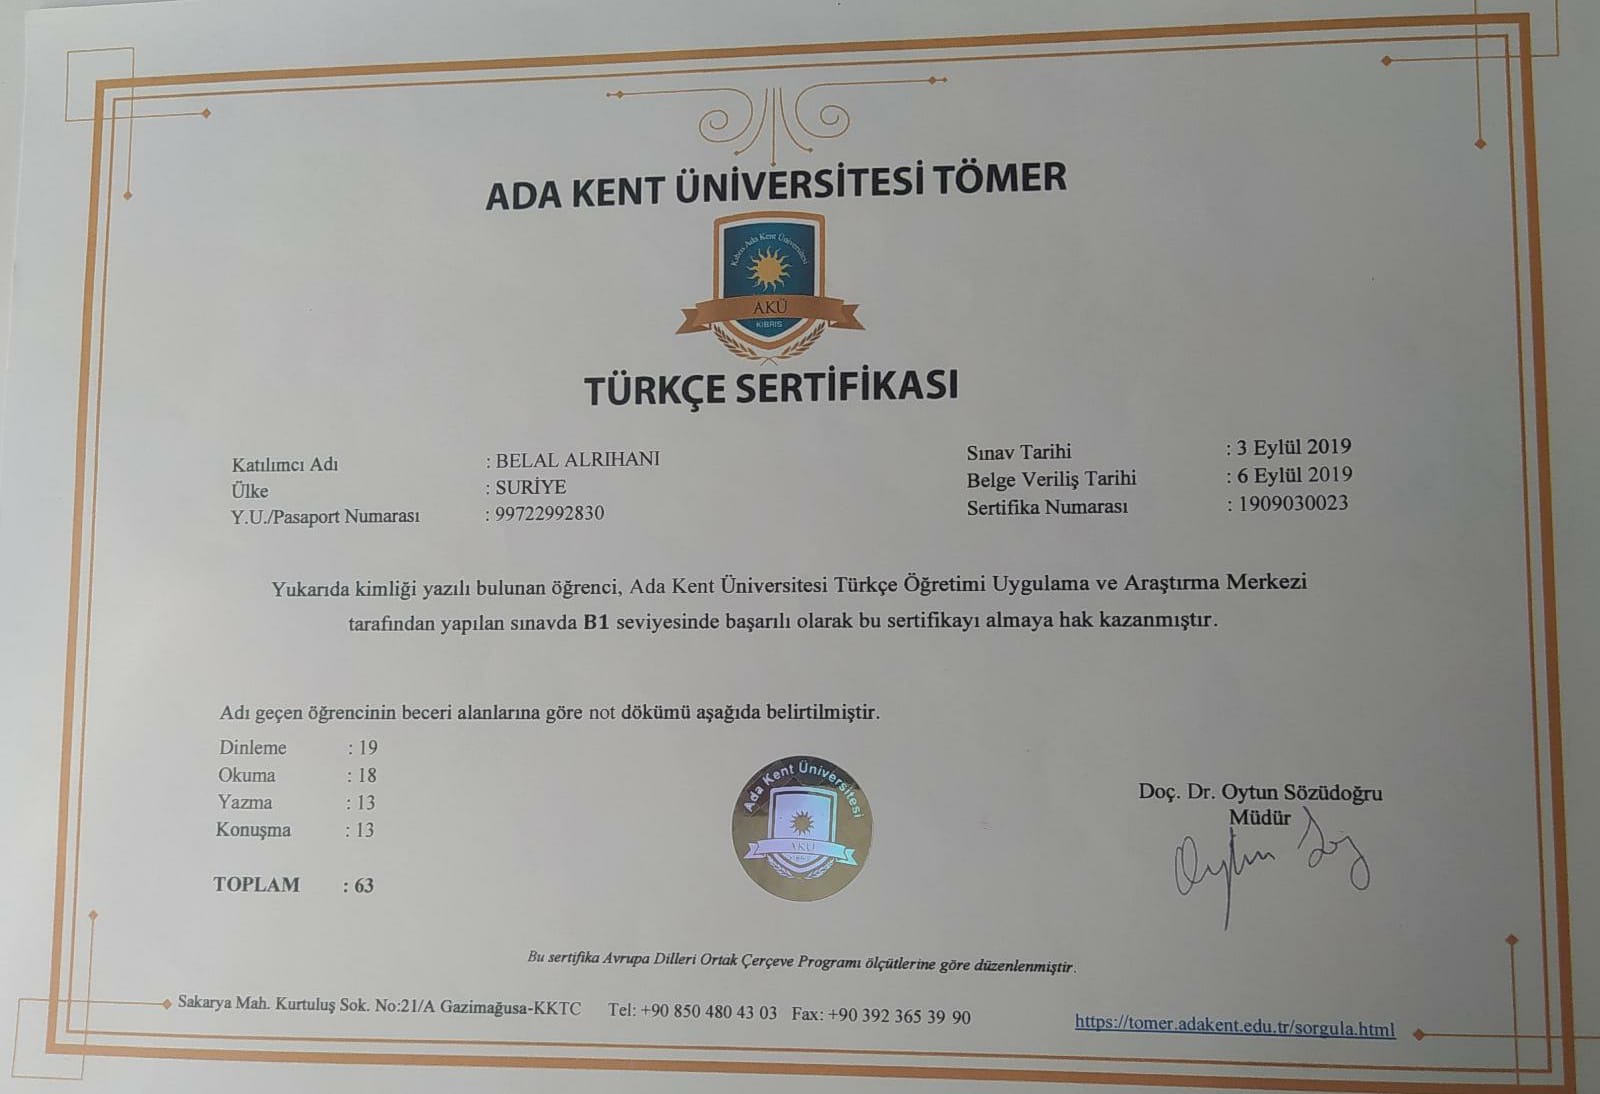 ADA KENT ÜNİVERSİTESİ TÖMER
Kıbrıs Ada Kent Üniversitesi
AKÜ
KIBRIS
TÜRKÇE SERTİFİKASI
Katılımcı Adı : BELAL ALRIHANI
Ülke : SURİYE
Y.U./Pasaport Numarası : 99722992830
Sınav Tarihi : 3 Eylül 2019
Belge Veriliş Tarihi : 6 Eylül 2019
Sertifika Numarası : 1909030023
Yukarıda kimliği yazılı bulunan öğrenci, Ada Kent Üniversitesi Türkçe Öğretimi Uygulama ve Araştırma Merkezi
tarafından yapılan sınavda B1 seviyesinde başarılı olarak bu sertifikayı almaya hak kazanmıştır.
Adı geçen öğrencinin beceri alanlarına göre not dökümü aşağıda belirtilmiştir.
Dinleme : 19
Okuma : 18
Yazma : 13
Konuşma : 13
TOPLAM : 63
Ada Kent Üniversitesi
AKÜ
KIBRIS
Doç. Dr. Oytun Sözüdoğru
Müdür
Bu sertifika Avrupa Dilleri Ortak Çerçeve Programı ölçütlerine göre düzenlenmiştir.
Sakarya Mah. Kurtuluş Sok. No:21/A Gazimağusa-KKTC Tel: +90 850 480 43 03 Fax: +90 392 365 39 90
https://tomer.adakent.edu.tr/sorgula.html